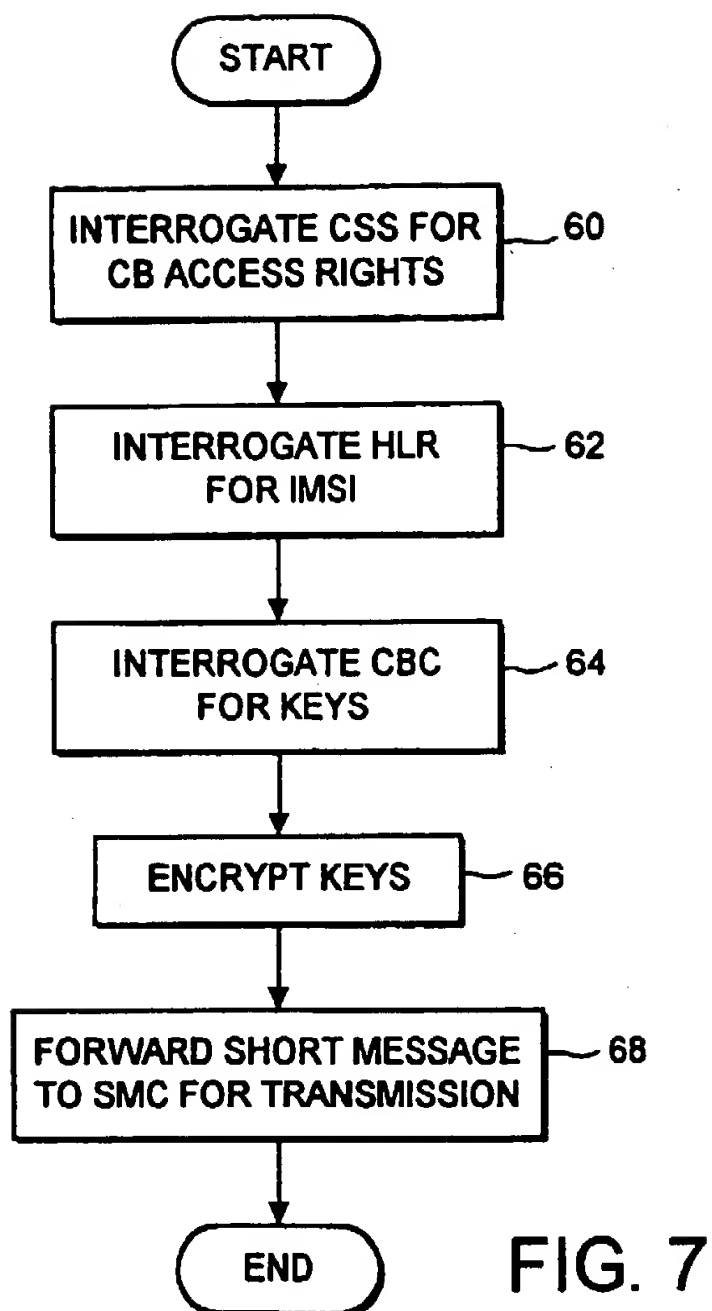 START
INTERROGATE CSS FOR
CB ACCESS RIGHTS
60
INTERROGATE HLR
FOR IMSI
62
INTERROGATE CBC
FOR KEYS
64
ENCRYPT KEYS
66
FORWARD SHORT MESSAGE
TO SMC FOR TRANSMISSION
68
END
FIG. 7